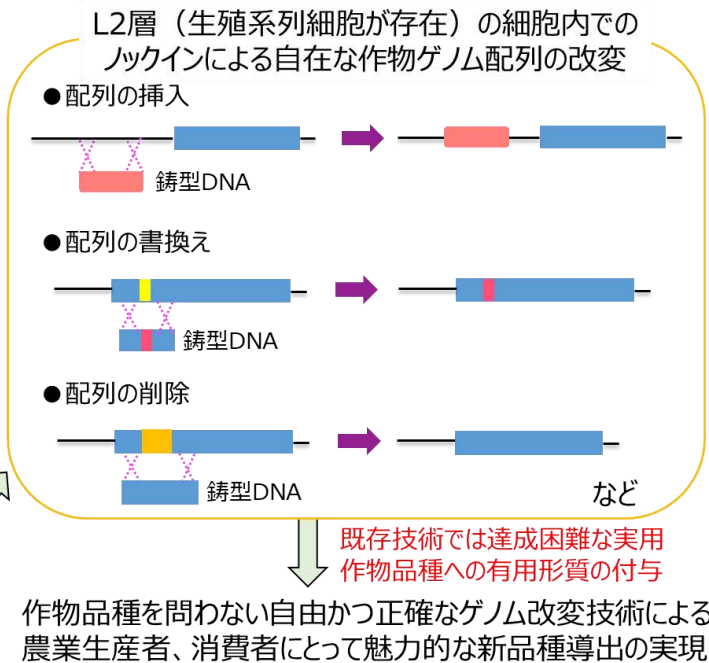 L2層（生殖系列細胞が存在）の細胞内での
ノックインによる自在な作物ゲノム配列の改変
●配列の挿入
鋳型DNA
●配列の書換え
鋳型DNA
●配列の削除
鋳型DNA
など
既存技術では達成困難な実用
作物品種への有用形質の付与
作物品種を問わない自由かつ正確なゲノム改変技術による
農業生産者、消費者にとって魅力的な新品種導出の実現